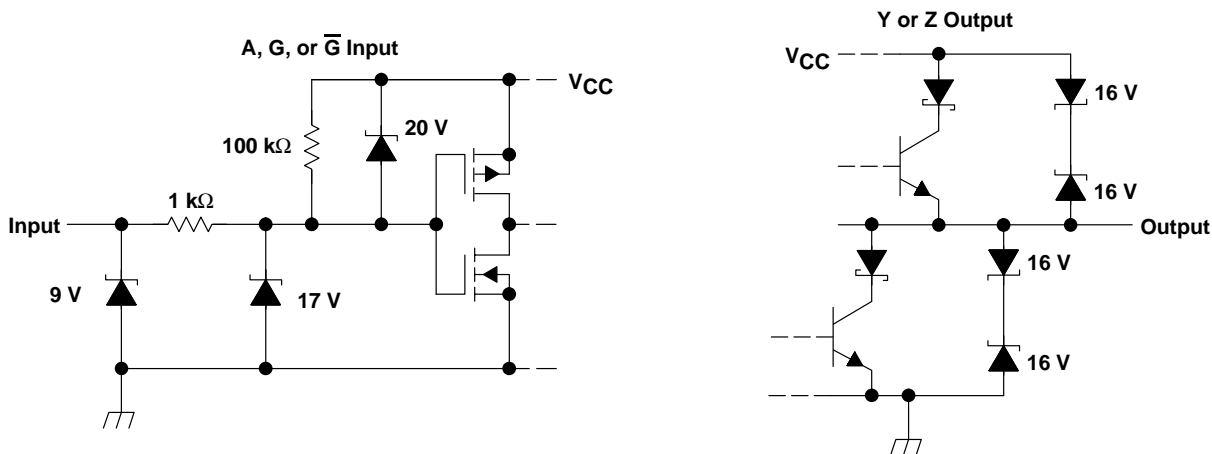 A, G, or G̅ Input
VCC
20 V
100 kΩ
1 kΩ
Input
9 V
17 V
Y or Z Output
VCC
16 V
16 V
Output
16 V
16 V